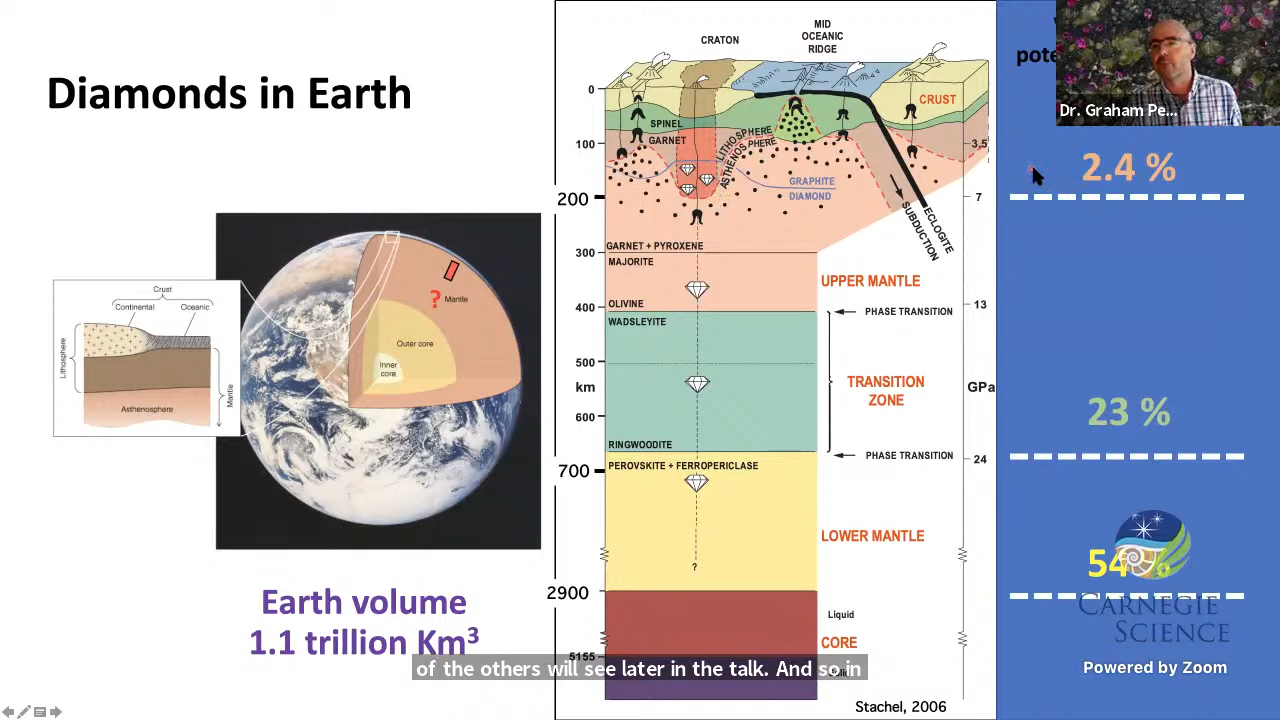 Diamonds in Earth
Crust
Continental
Oceanic
Lithosphere
Mantle
Asthenosphere
?
Mantle
Outer core
Inner
core
Earth volume
1.1 trillion Km³
CRATON
MID
OCEANIC
RIDGE
0
100
200
300
400
500
km
600
700
2900
5155
CRUST
SPINEL
GARNET
LITHOSPHERE
ASTHENOSPHERE
GRAPHITE
DIAMOND
SUBDUCTION
ECLOGITE
GARNET + PYROXENE
MAJORITE
OLIVINE
WADSLEYITE
RINGWOODITE
PEROVSKITE + FERROPERICLASE
?
UPPER MANTLE
PHASE TRANSITION
TRANSITION
ZONE
PHASE TRANSITION
LOWER MANTLE
Liquid
CORE
3.5
7
13
GPa
24
Stachel, 2006
2.4 %
23 %
54 %
Dr. Graham Pe...
CARNEGIE
SCIENCE
Powered by Zoom
of the others will see later in the talk. And so in